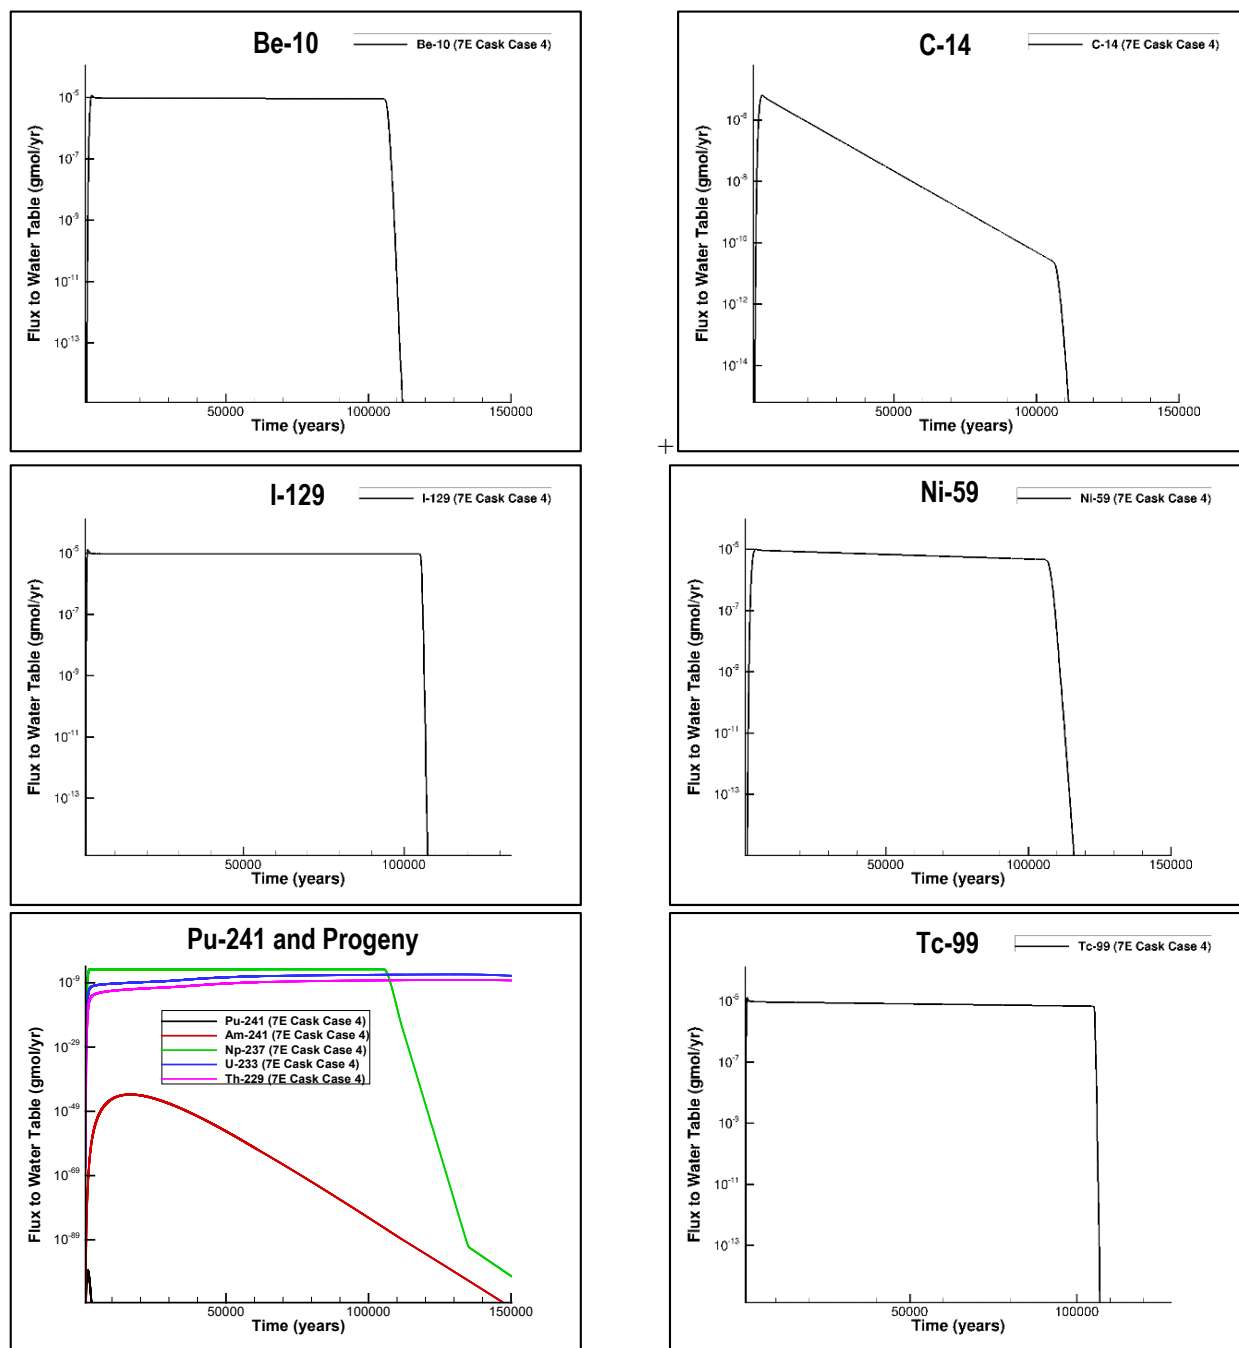 Be-10
Be-10 (7E Cask Case 4)
Flux to Water Table (gmol/yr)
10⁻⁵
10⁻⁷
10⁻⁹
10⁻¹¹
10⁻¹³
50000 100000 150000
Time (years)
C-14
C-14 (7E Cask Case 4)
Flux to Water Table (gmol/yr)
10⁻⁶
10⁻⁸
10⁻¹⁰
10⁻¹²
10⁻¹⁴
50000 100000 150000
Time (years)
I-129
I-129 (7E Cask Case 4)
Flux to Water Table (gmol/yr)
10⁻⁵
10⁻⁷
10⁻⁹
10⁻¹¹
10⁻¹³
50000 100000
Time (years)
Ni-59
Ni-59 (7E Cask Case 4)
Flux to Water Table (gmol/yr)
10⁻⁵
10⁻⁷
10⁻⁹
10⁻¹¹
10⁻¹³
50000 100000 150000
Time (years)
Pu-241 and Progeny
Flux to Water Table (gmol/yr)
10⁻⁹
10⁻²⁹
10⁻⁴⁹
10⁻⁶⁹
10⁻⁸⁹
Pu-241 (7E Cask Case 4)
Am-241 (7E Cask Case 4)
Np-237 (7E Cask Case 4)
U-233 (7E Cask Case 4)
Th-229 (7E Cask Case 4)
50000 100000 150000
Time (years)
Tc-99
Tc-99 (7E Cask Case 4)
Flux to Water Table (gmol/yr)
10⁻⁵
10⁻⁷
10⁻⁹
10⁻¹¹
10⁻¹³
50000 100000
Time (years)